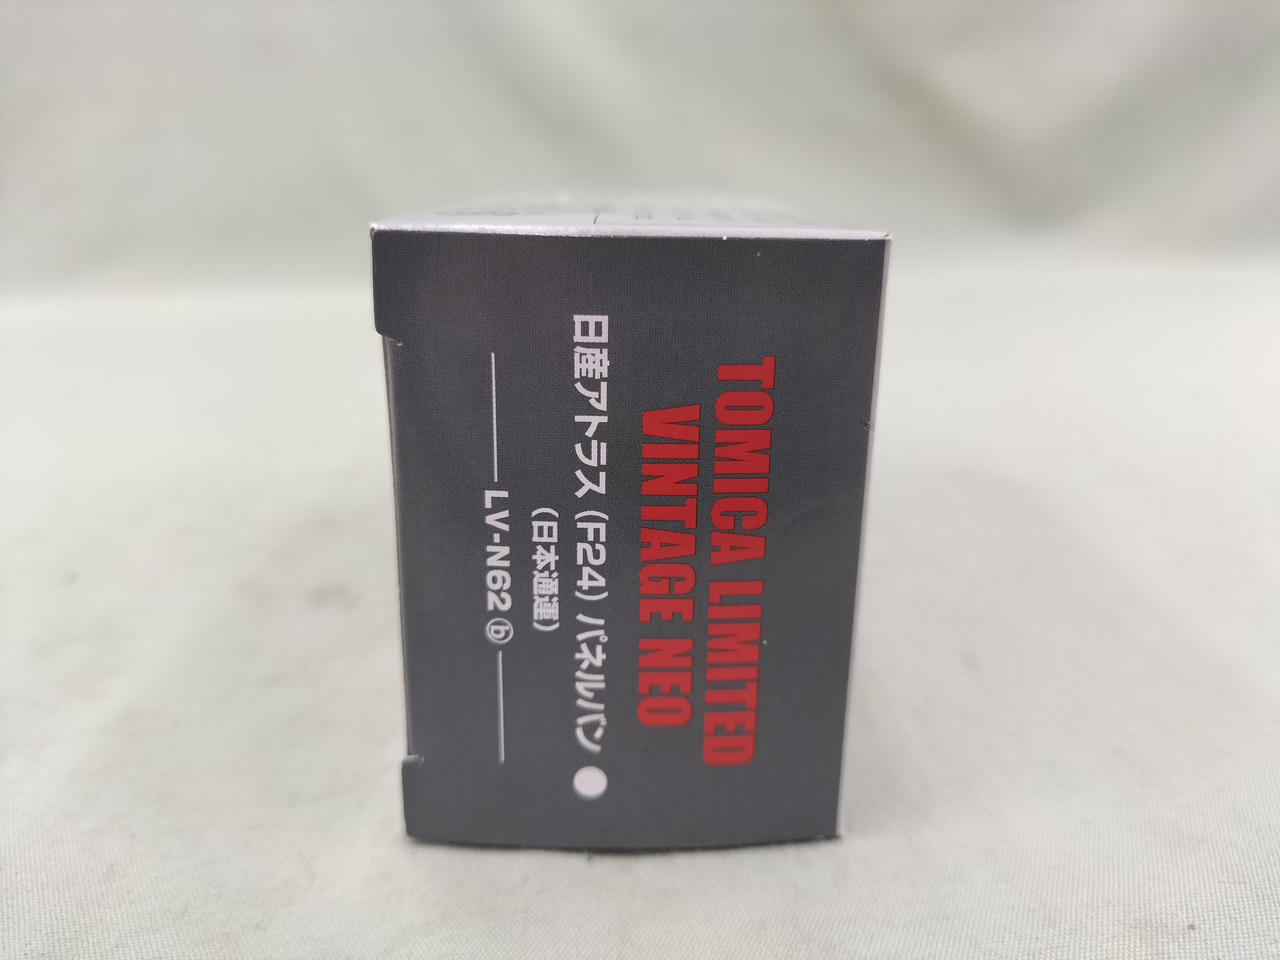 TOMICA LIMITED
VINTAGE NEO
日産アトラス (F24) パネルバン
(日本通運)
LV-N62 ⓑ